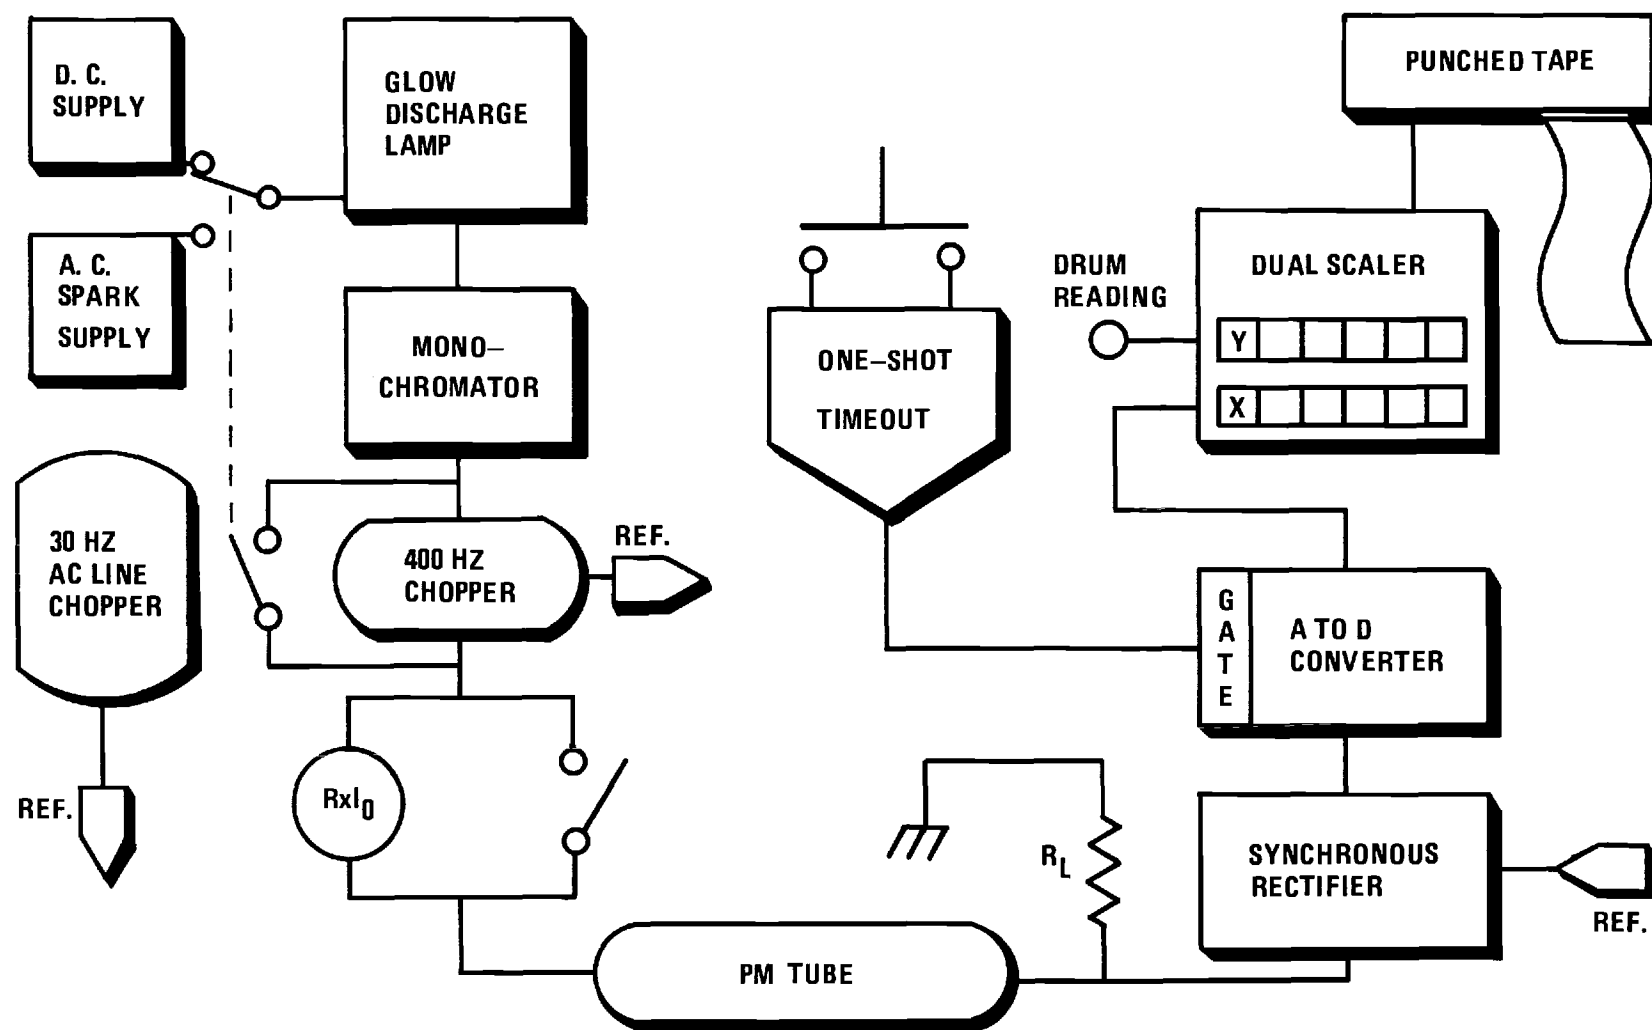 D. C.
SUPPLY
A. C.
SPARK
SUPPLY
GLOW
DISCHARGE
LAMP
MONO–
CHROMATOR
30 HZ
AC LINE
CHOPPER
REF.
400 HZ
CHOPPER
REF.
RxI0
PM TUBE
RL
ONE–SHOT
TIMEOUT
PUNCHED TAPE
DRUM
READING
DUAL SCALER
Y
X
GATE
A TO D
CONVERTER
SYNCHRONOUS
RECTIFIER
REF.